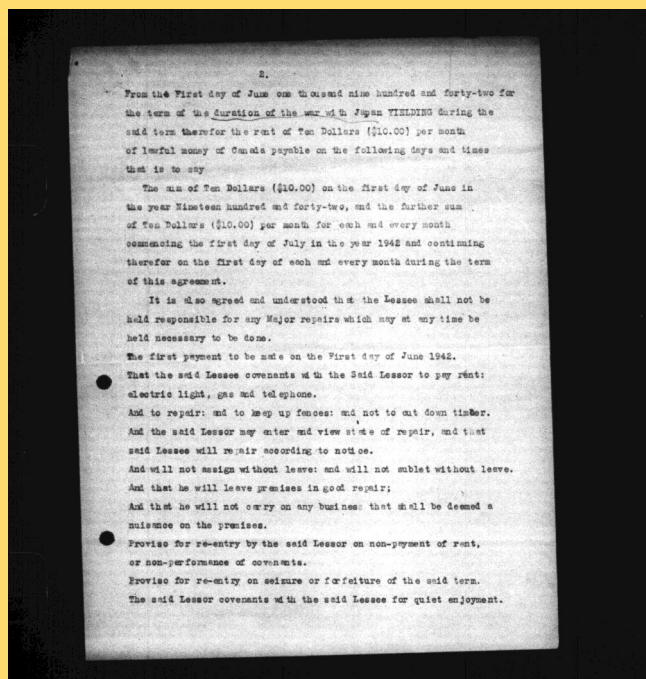 2.
From the First day of June one thousand nine hundred and forty-two for
the term of the duration of the war with Japan YIELDING during the
said term therefor the rent of Ten Dollars ($10.00) per month
of lawful money of Canada payable on the following days and times
that is to say
The sum of Ten Dollars ($10.00) on the first day of June in
the year Nineteen hundred and forty-two, and the further sum
of Ten Dollars ($10.00) per month for each and every month
commencing the first day of July in the year 1942 and continuing
therefor on the first day of each and every month during the term
of this agreement.
It is also agreed and understood that the Lessee shall not be
held responsible for any Major repairs which may at any time be
held necessary to be done.
The first payment to be made on the First day of June 1942.
That the said Lessee covenants with the Said Lessor to pay rent:
electric light, gas and telephone.
And to repair: and to keep up fences: and not to cut down timber.
And the said Lessor may enter and view state of repair, and that
said Lessee will repair according to notice.
And will not assign without leave: and will not sublet without leave.
And that he will leave premises in good repair;
And that he will not carry on any business that shall be deemed a
nuisance on the premises.
Proviso for re-entry by the said Lessor on non-payment of rent,
or non-performance of covenants.
Proviso for re-entry on seizure or forfeiture of the said term.
The said Lessor covenants with the said Lessee for quiet enjoyment.